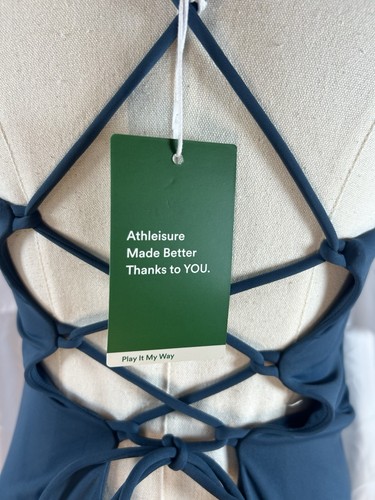 Athleisure
Made Better
Thanks to YOU.
Play It My Way